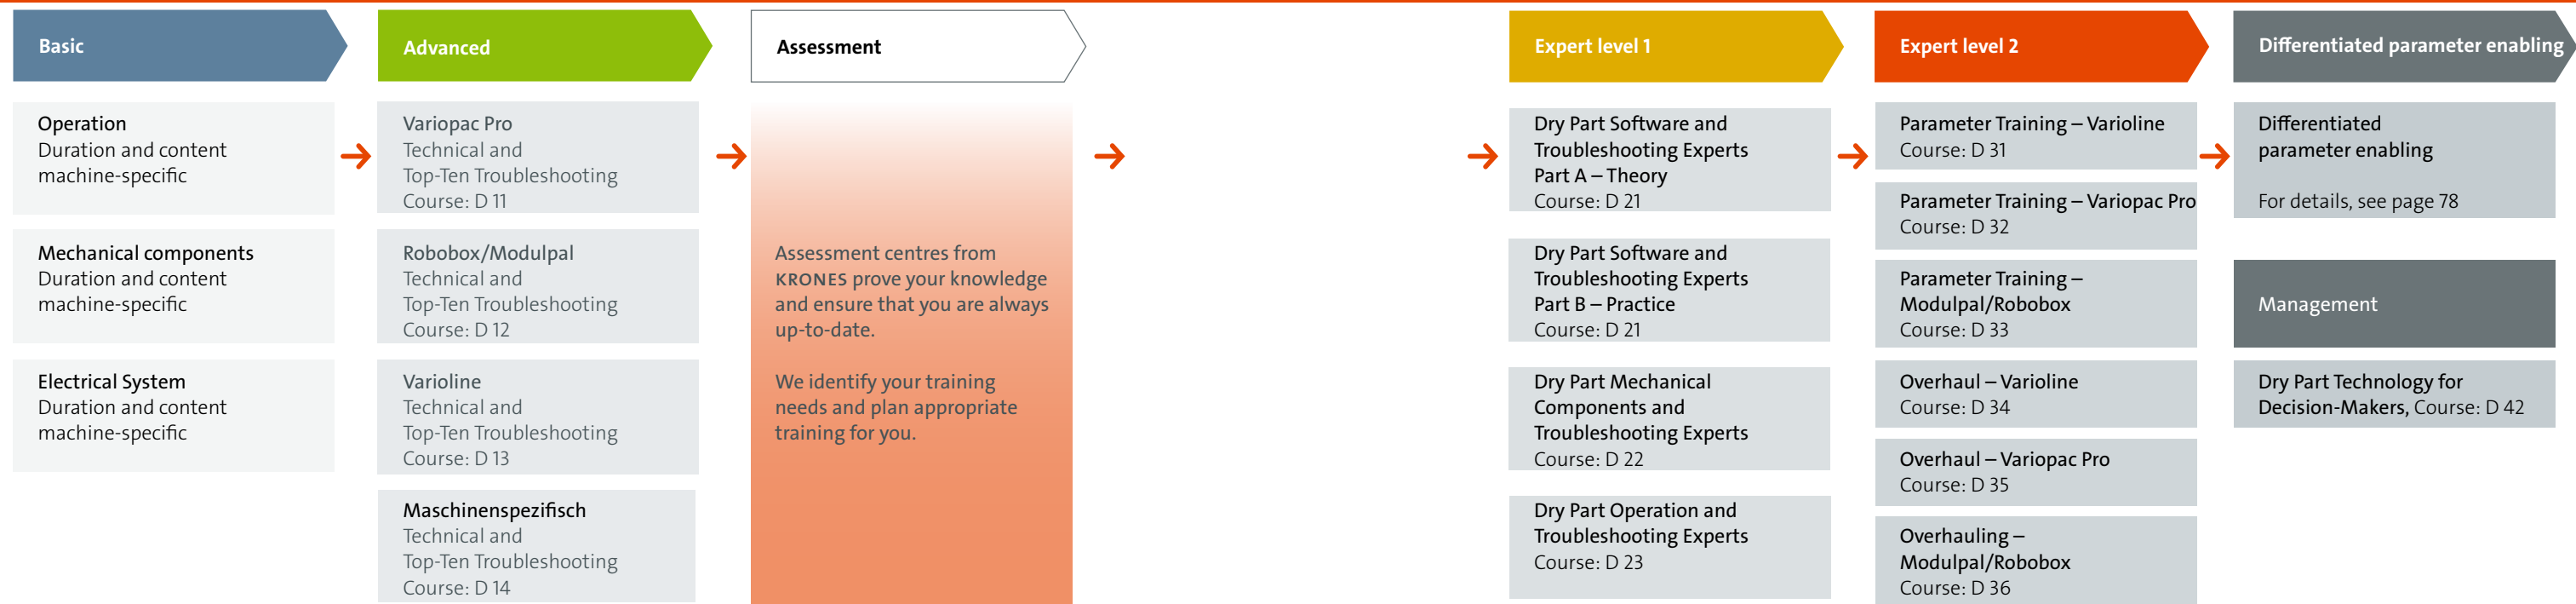 Basic
Operation
Duration and content
machine-specific
Mechanical components
Duration and content
machine-specific
Electrical System
Duration and content
machine-specific
Advanced
Variopac Pro
Technical and
Top-Ten Troubleshooting
Course: D 11
Robobox/Modulpal
Technical and
Top-Ten Troubleshooting
Course: D 12
Varioline
Technical and
Top-Ten Troubleshooting
Course: D 13
Maschinenspezifisch
Technical and
Top-Ten Troubleshooting
Course: D 14
Assessment
Assessment centres from
KRONES prove your knowledge
and ensure that you are always
up-to-date.
We identify your training
needs and plan appropriate
training for you.
Expert level 1
Dry Part Software and
Troubleshooting Experts
Part A – Theory
Course: D 21
Dry Part Software and
Troubleshooting Experts
Part B – Practice
Course: D 21
Dry Part Mechanical
Components and
Troubleshooting Experts
Course: D 22
Dry Part Operation and
Troubleshooting Experts
Course: D 23
Expert level 2
Parameter Training – Varioline
Course: D 31
Parameter Training – Variopac Pro
Course: D 32
Parameter Training –
Modulpal/Robobox
Course: D 33
Overhaul – Varioline
Course: D 34
Overhaul – Variopac Pro
Course: D 35
Overhauling –
Modulpal/Robobox
Course: D 36
Differentiated parameter enabling
Differentiated
parameter enabling
For details, see page 78
Management
Dry Part Technology for
Decision-Makers, Course: D 42